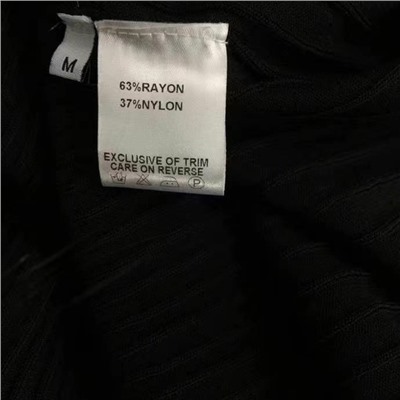 M
63%RAYON
37%NYLON
EXCLUSIVE OF TRIM
CARE ON REVERSE
P